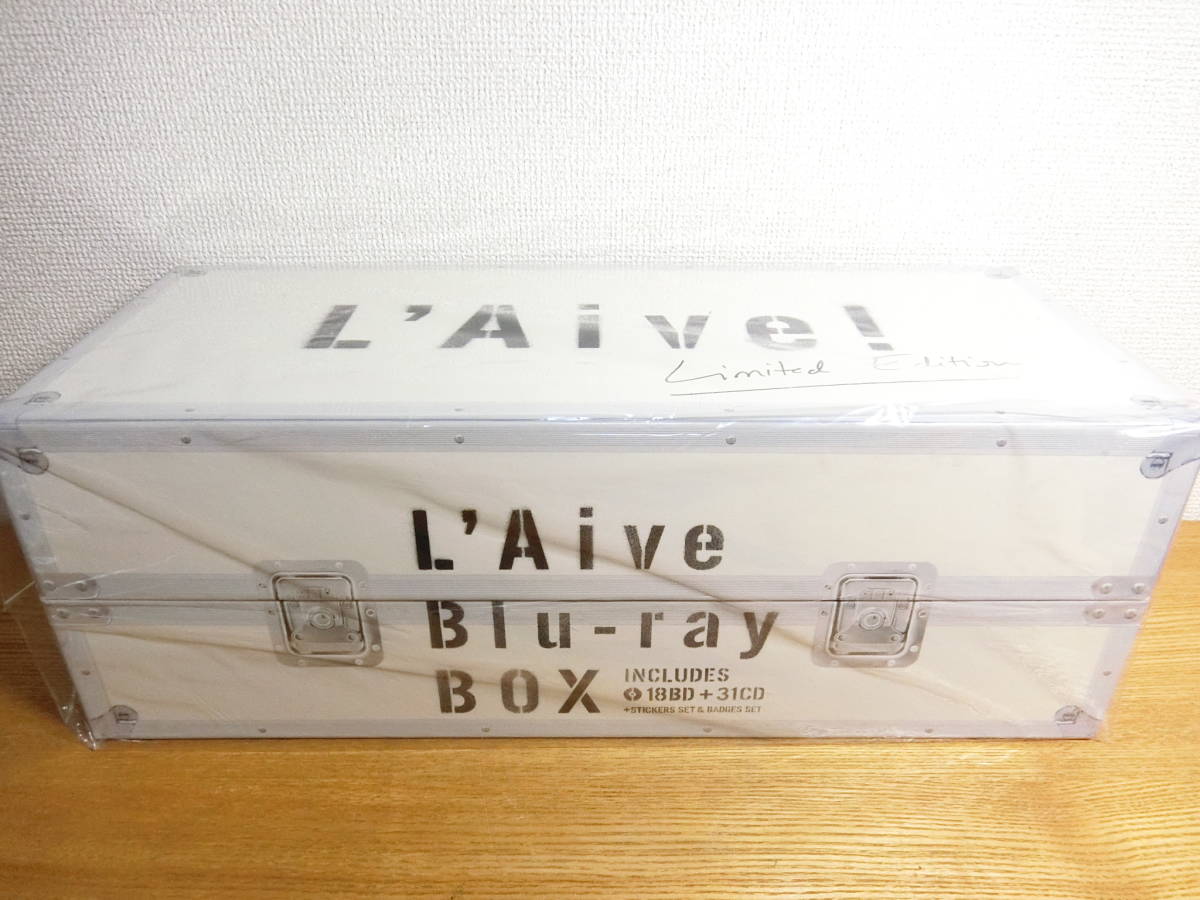 L'Aive!
Limited Edition
L'Aive
Blu-ray
BOX
INCLUDES
18BD + 31CD
+STICKERS SET & BADGES SET